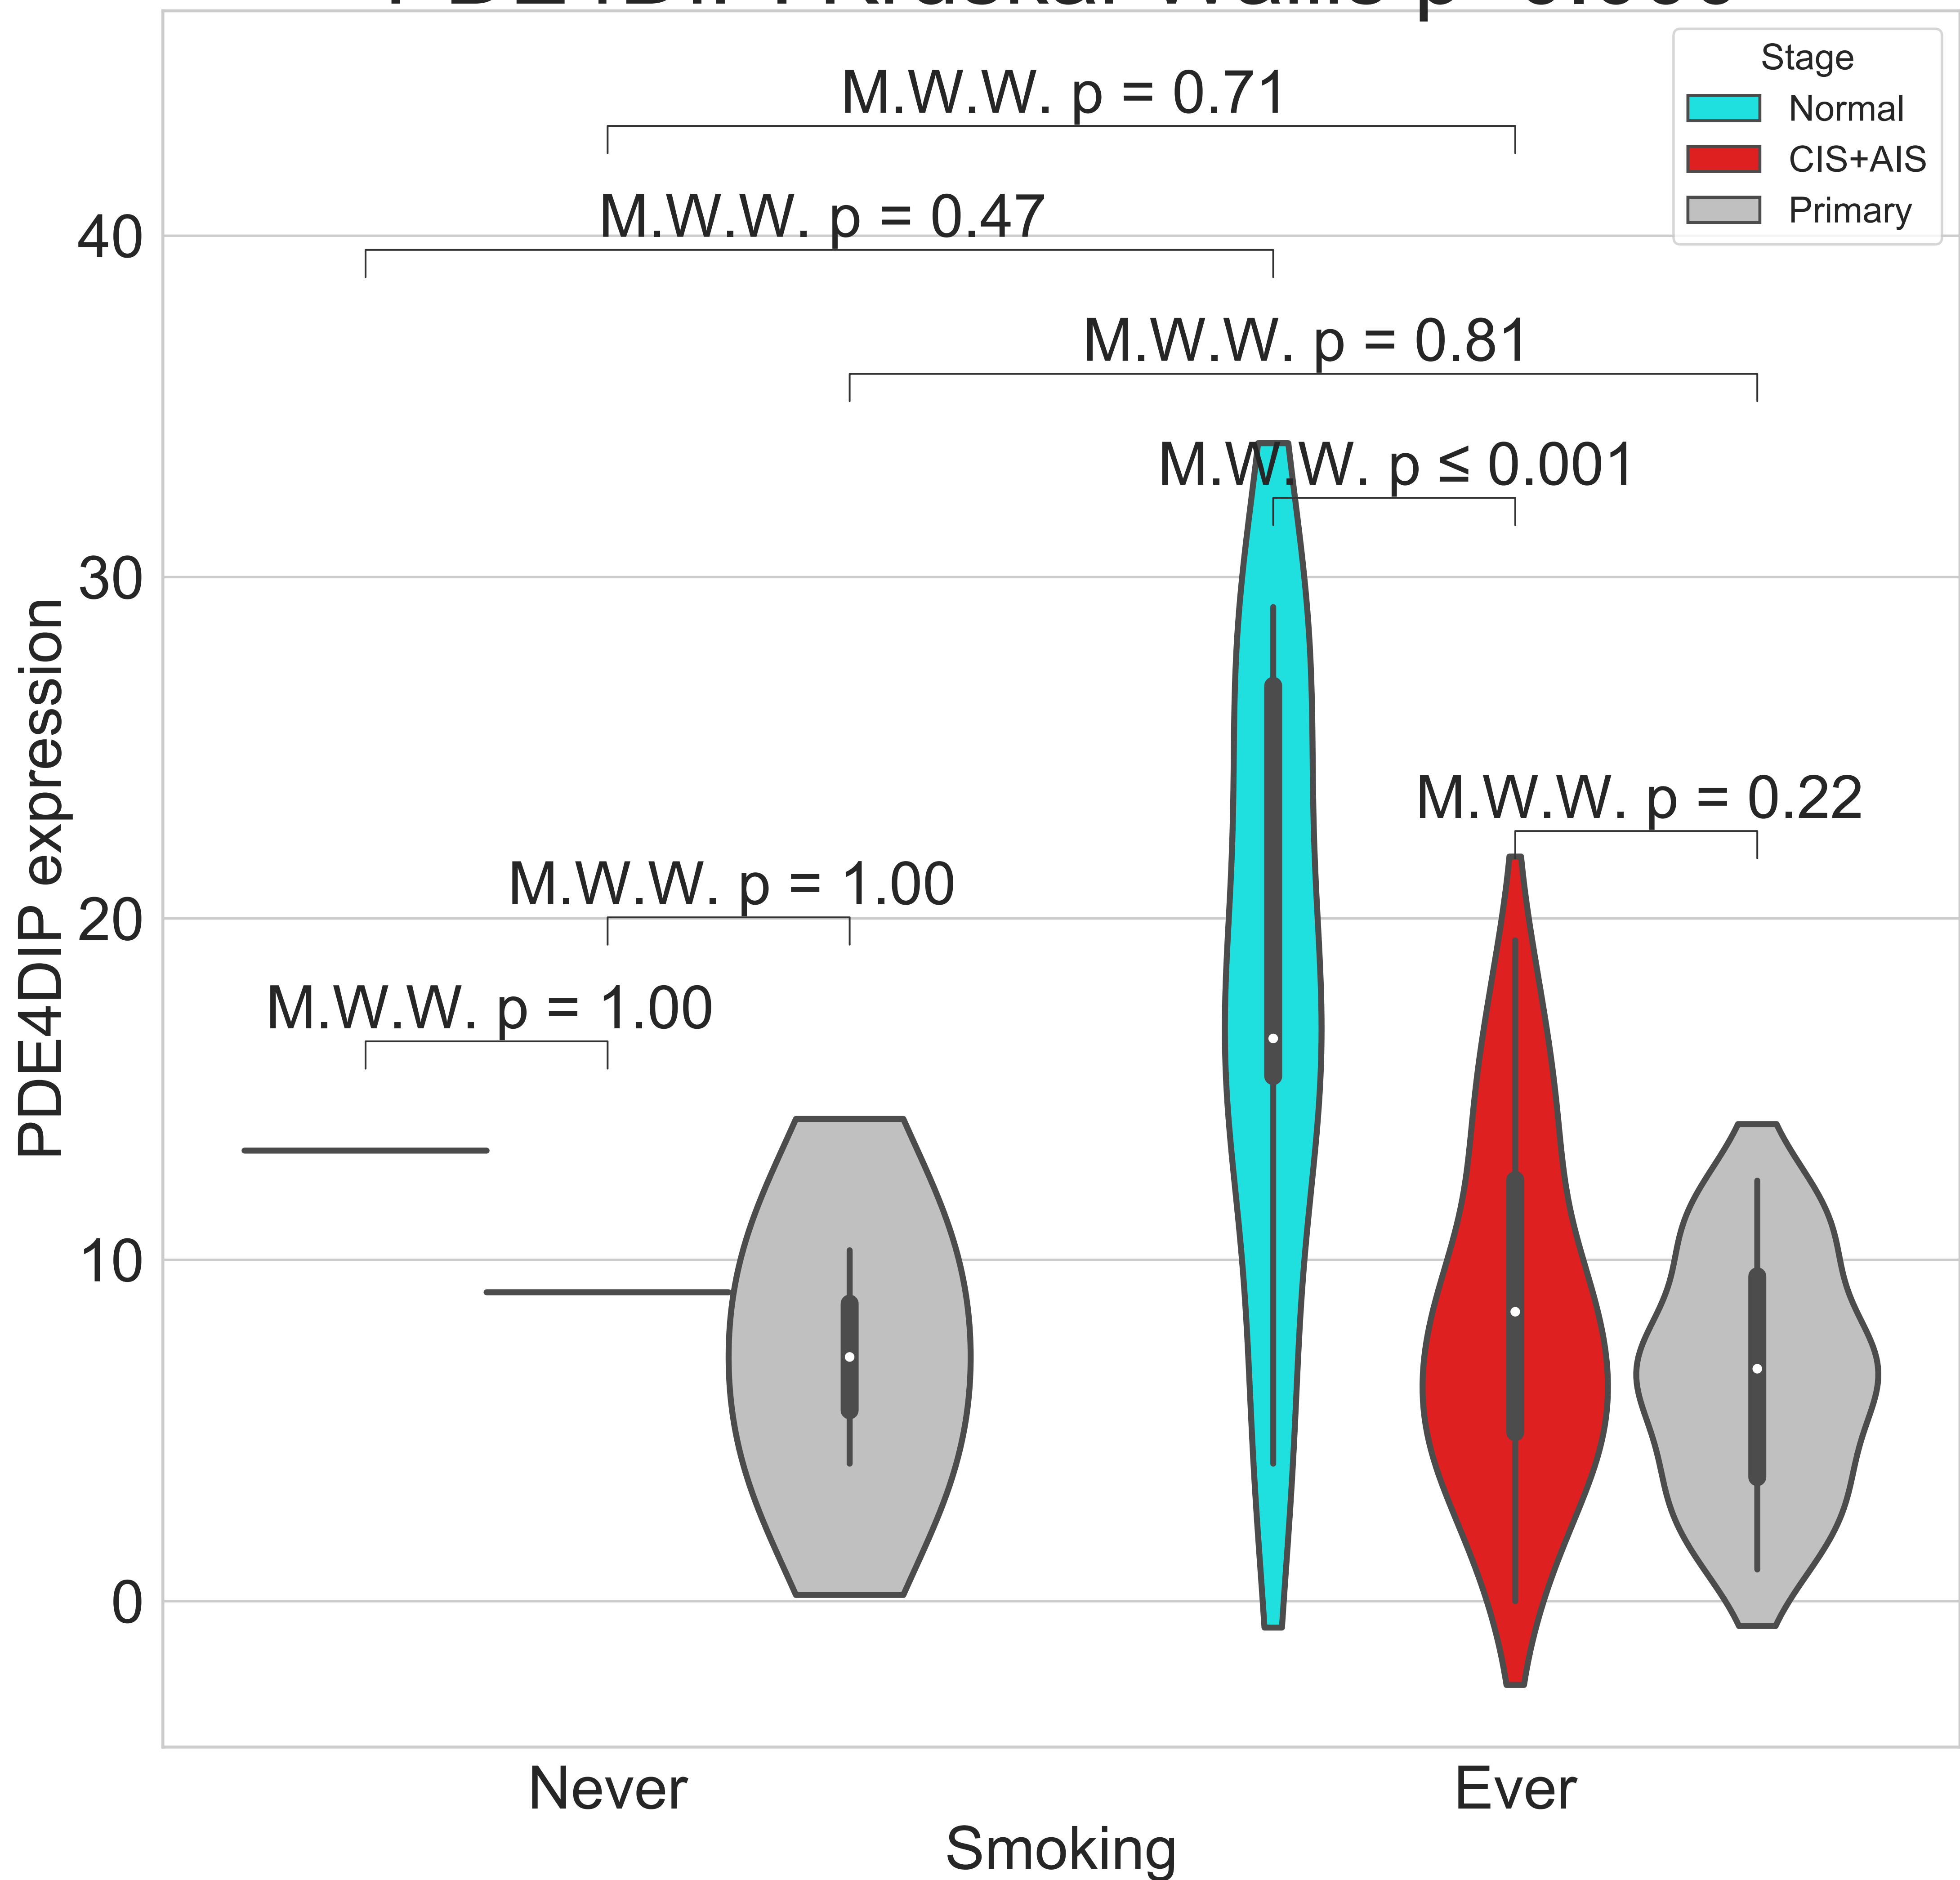 Stage
Normal
CIS+AIS
Primary
M.W.W. p = 0.71
M.W.W. p = 0.47
M.W.W. p = 0.81
M.W.W. p ≤ 0.001
M.W.W. p = 0.22
M.W.W. p = 1.00
M.W.W. p = 1.00
40
30
20
10
0
PDE4DIP expression
Never
Ever
Smoking